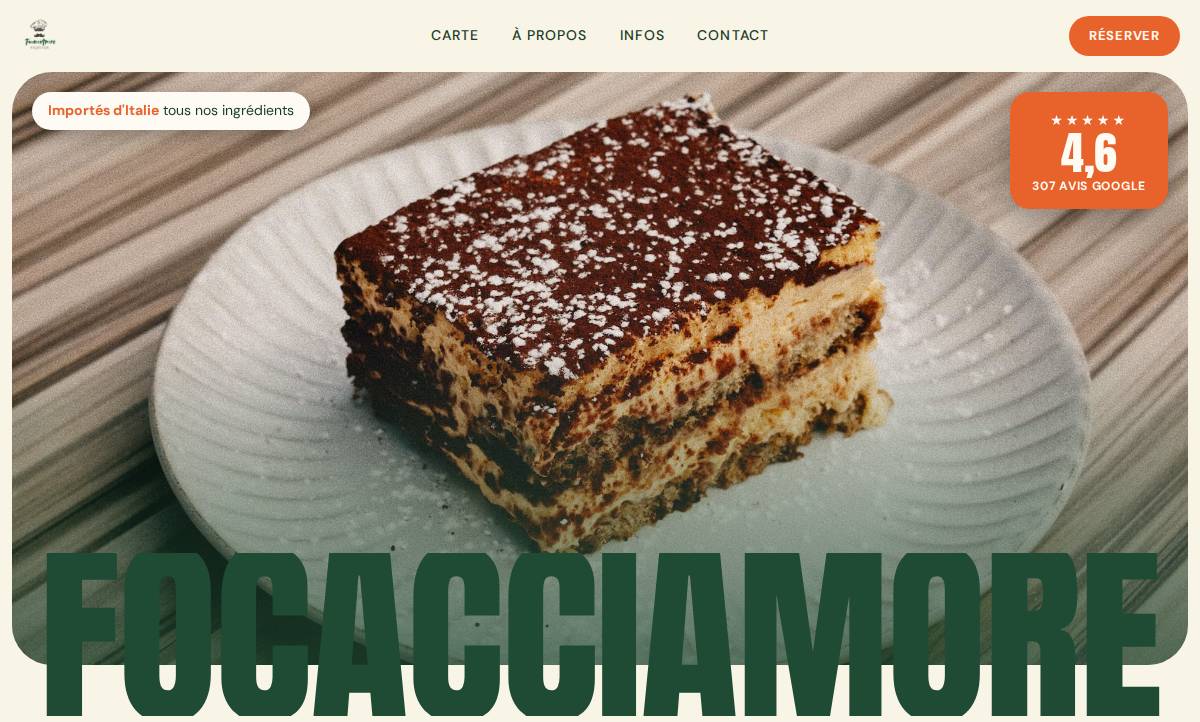 CARTE
À PROPOS
INFOS
CONTACT
RÉSERVER
Importés d'Italie tous nos ingrédients
★★★★★
4,6
307 AVIS GOOGLE
FOCACCIAMORE